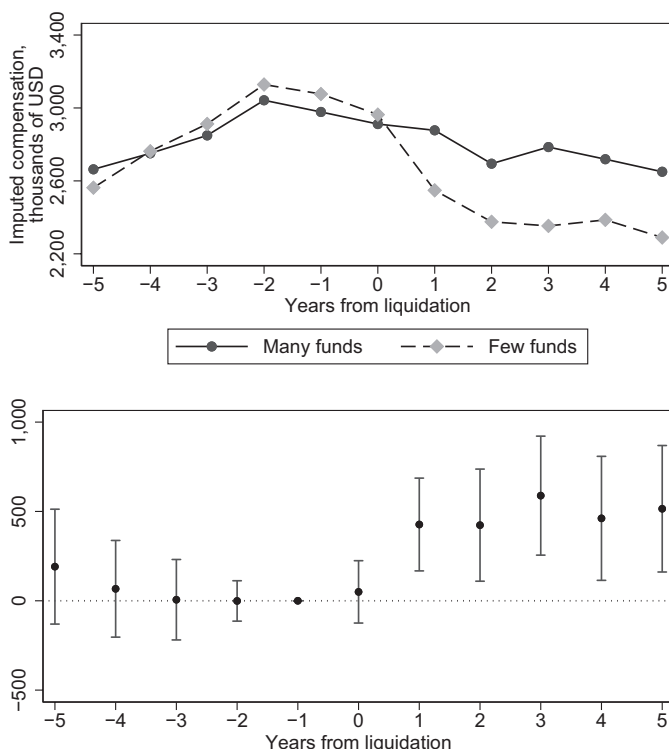 Imputed compensation,
thousands of USD
3,400
3,000
2,600
2,200
−5 −4 −3 −2 −1 0 1 2 3 4 5
Years from liquidation
Many funds Few funds
1,000
500
0
−500
−5 −4 −3 −2 −1 0 1 2 3 4 5
Years from liquidation